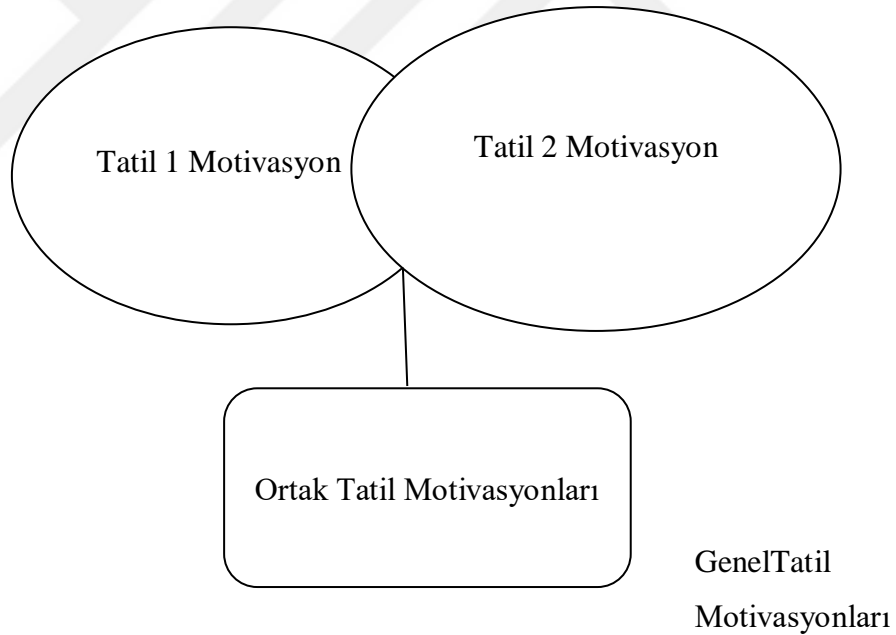 Tatil 1 Motivasyon
Tatil 2 Motivasyon
Ortak Tatil Motivasyonları
GenelTatil
Motivasyonları